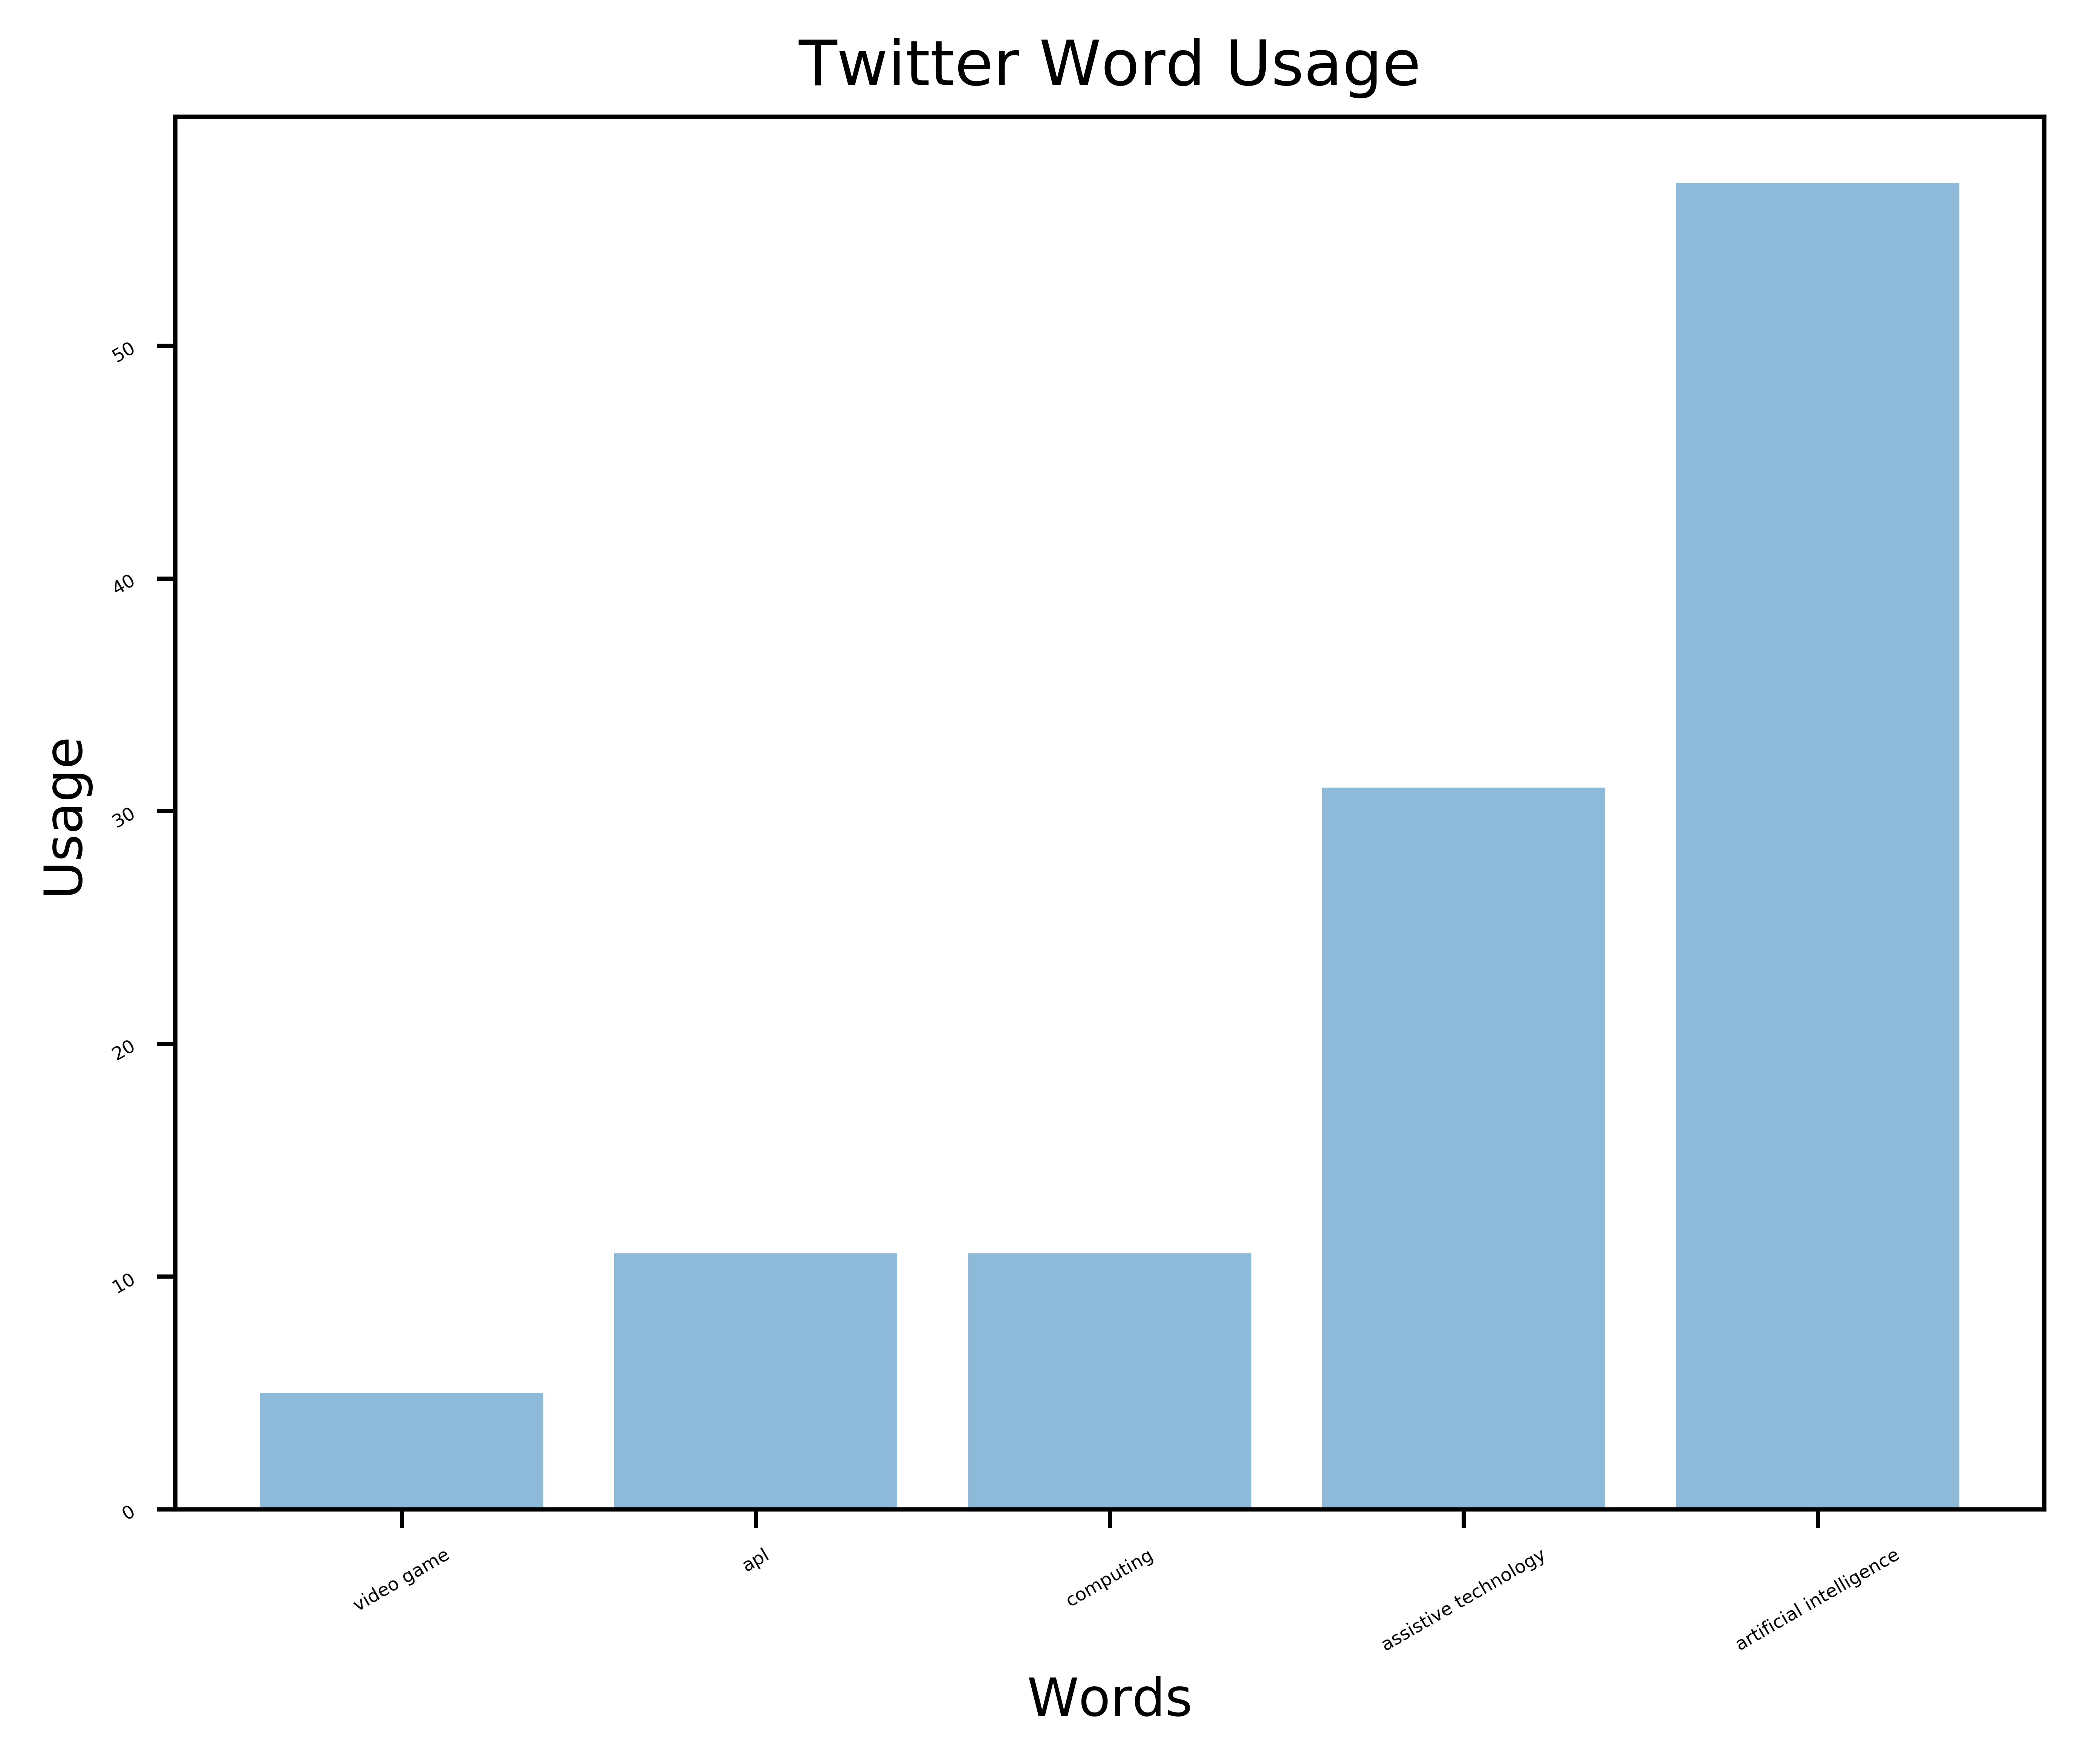 Twitter Word Usage
Usage
50
40
30
20
10
0
video game
apl
computing
assistive technology
artificial intelligence
Words